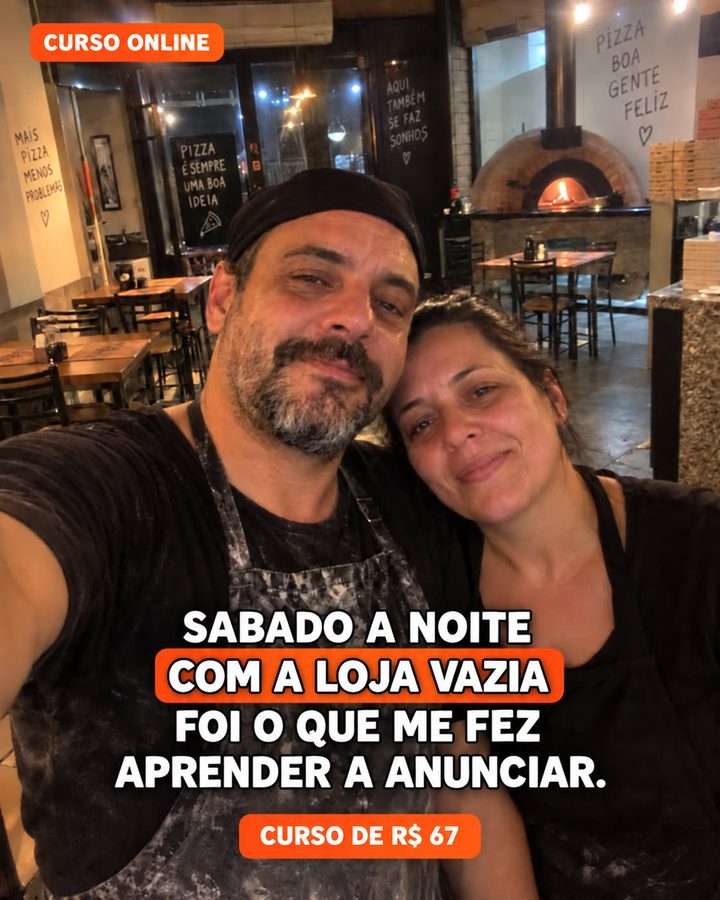 CURSO ONLINE
MAIS
PIZZA
MENOS
PROBLEMAS
PIZZA
É SEMPRE
UMA BOA
IDEIA
AQUI
TAMBÉM
SE FAZ
SONHOS
PIZZA
BOA
GENTE
FELIZ
SABADO A NOITE
COM A LOJA VAZIA
FOI O QUE ME FEZ
APRENDER A ANUNCIAR.
CURSO DE R$ 67